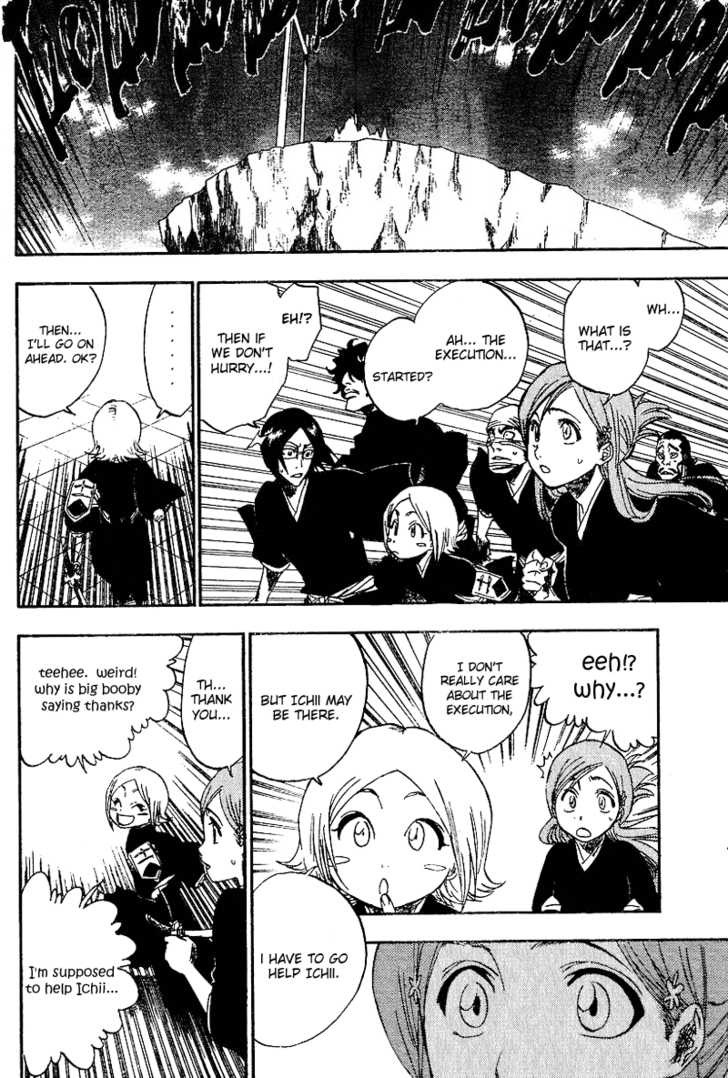 WH...
WHAT IS
THAT...?
AH... THE
EXECUTION...
STARTED?
EH!?
THEN IF
WE DON'T
HURRY...!
. . . . .
THEN...
I'LL GO ON
AHEAD. OK?
eeh!?
why...?
I DON'T
REALLY CARE
ABOUT THE
EXECUTION,
BUT ICHII MAY
BE THERE.
I HAVE TO GO
HELP ICHII.
TH...
THANK
YOU...
teehee. weird!
why is big booby
saying thanks?
I'm supposed
to help Ichii...